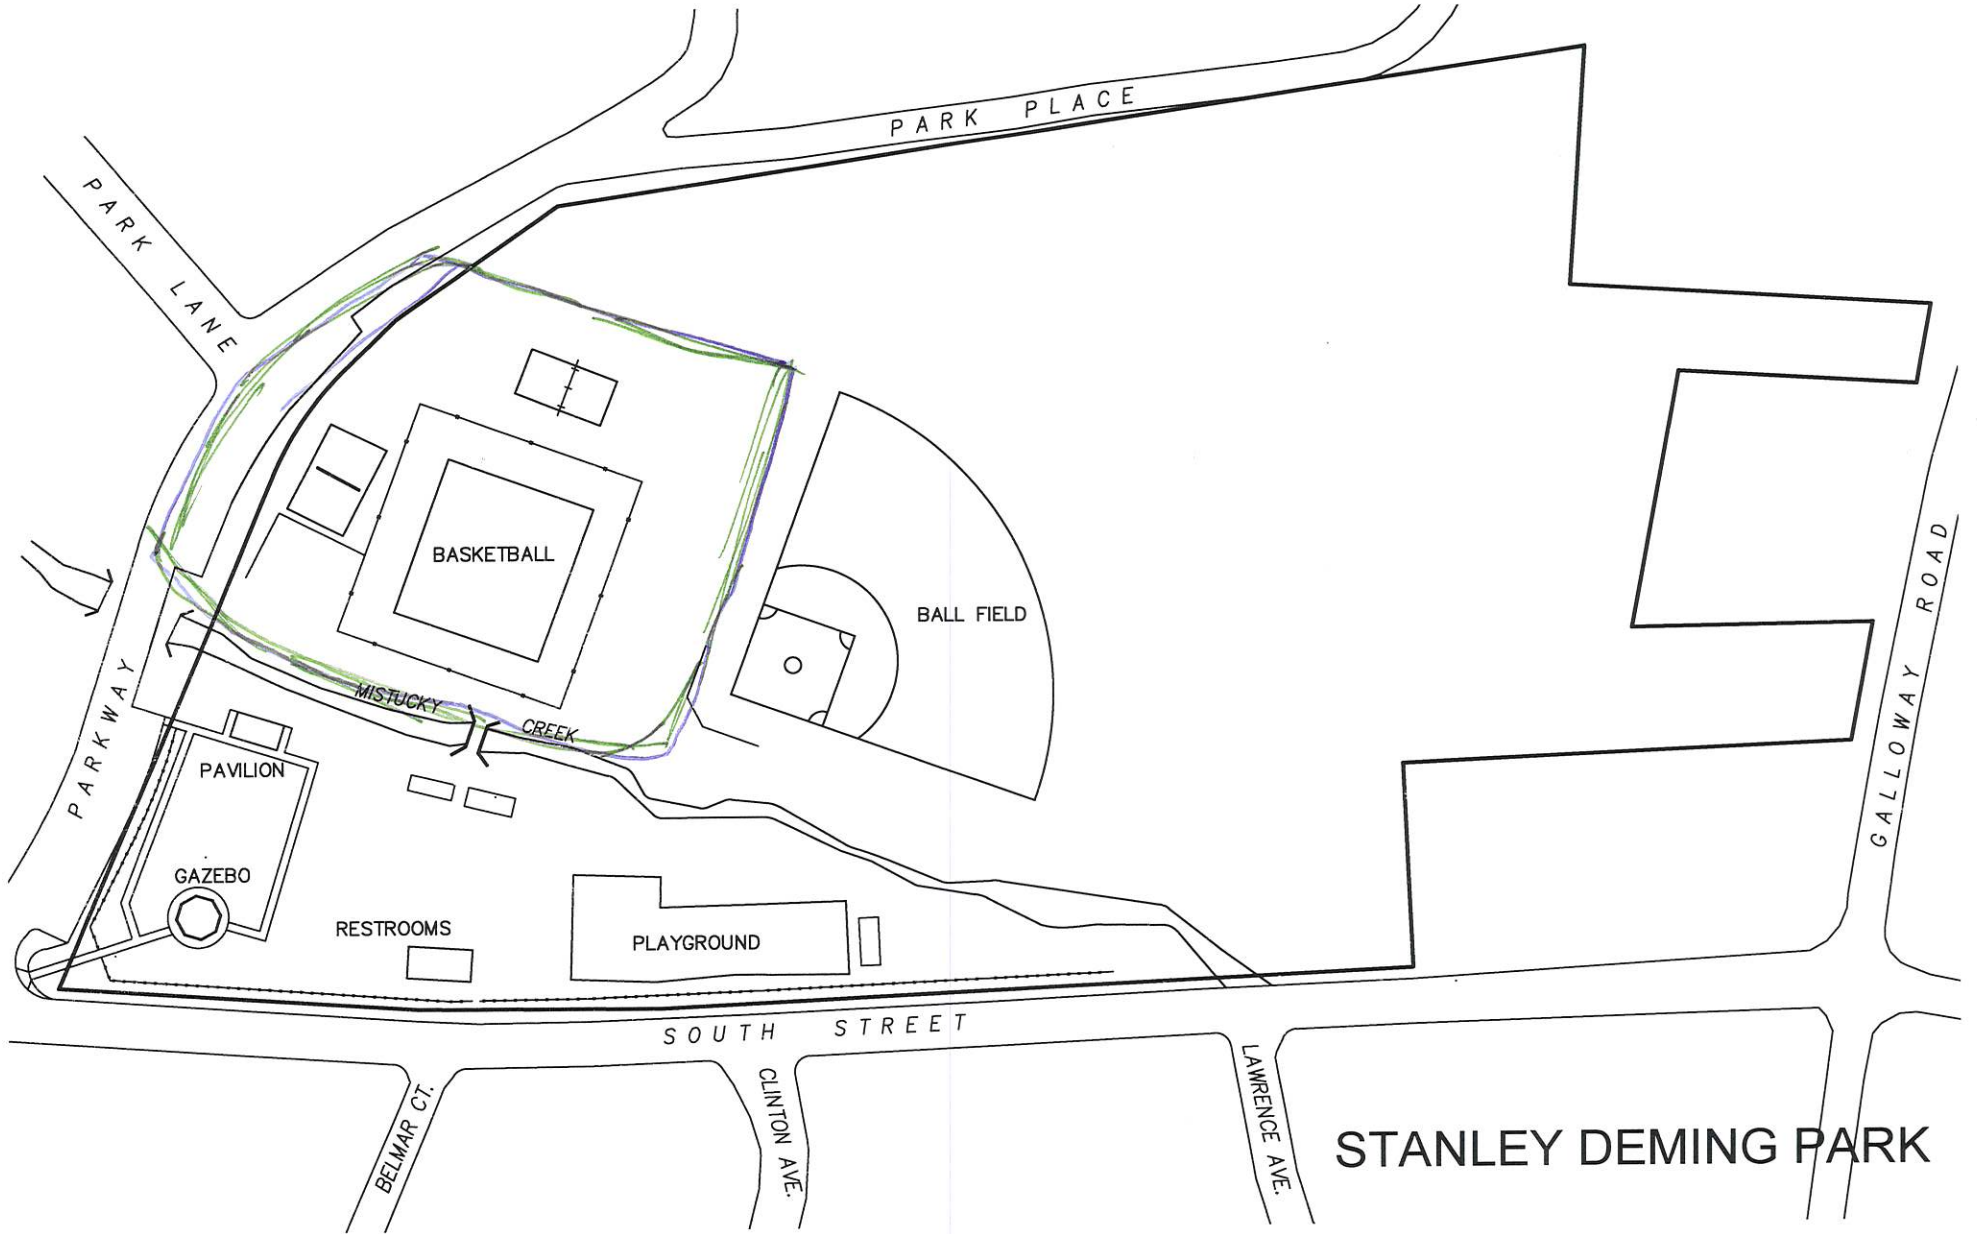 PARK PLACE
PARK LANE
BASKETBALL
BALL FIELD
MISTUCKY
CREEK
PARKWAY
PAVILION
GALLOWAY ROAD
GAZEBO
RESTROOMS
PLAYGROUND
SOUTH STREET
BELMAR CT.
CLINTON AVE.
LAWRENCE AVE.
STANLEY DEMING PARK